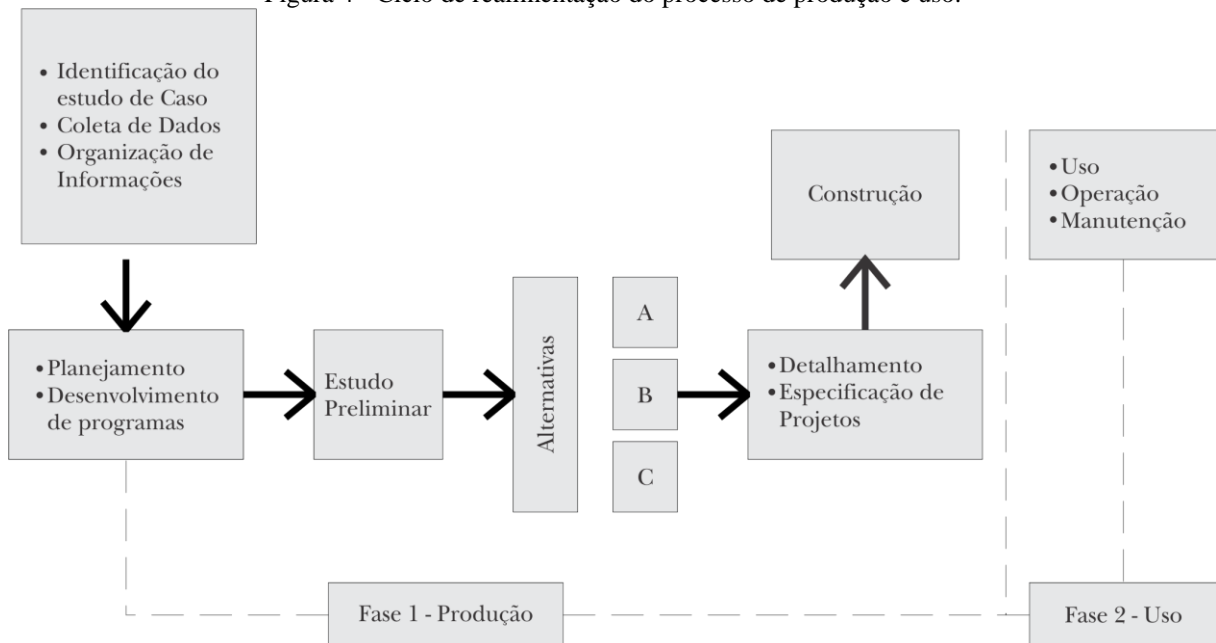 Figura 4 - Ciclo de realimentação do processo de produção e uso.
• Identificação do
estudo de Caso
• Coleta de Dados
• Organização de
Informações
Construção
• Uso
• Operação
• Manutenção
• Planejamento
• Desenvolvimento
de programas
Estudo
Preliminar
Alternativas
A
B
C
• Detalhamento
• Especificação de
Projetos
Fase 1 - Produção
Fase 2 - Uso